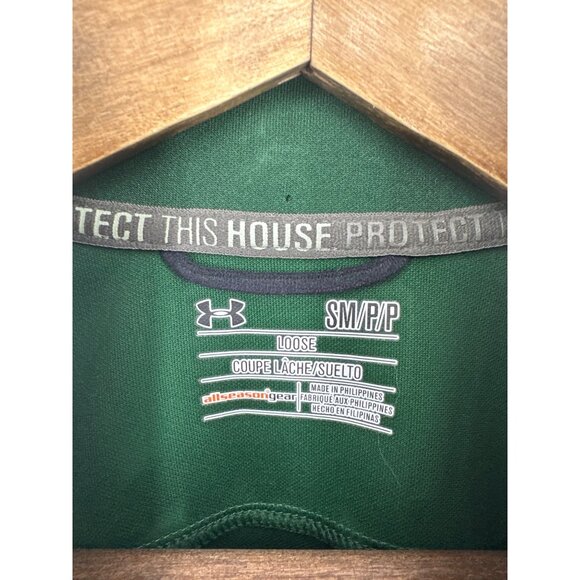 TECT THIS HOUSE PROTECT T
SM/P/P
LOOSE
COUPE LÂCHE/SUELTO
allseasongear
MADE IN PHILIPPINES
FABRIQUÉ AUX PHILIPPINES
HECHO EN FILIPINAS